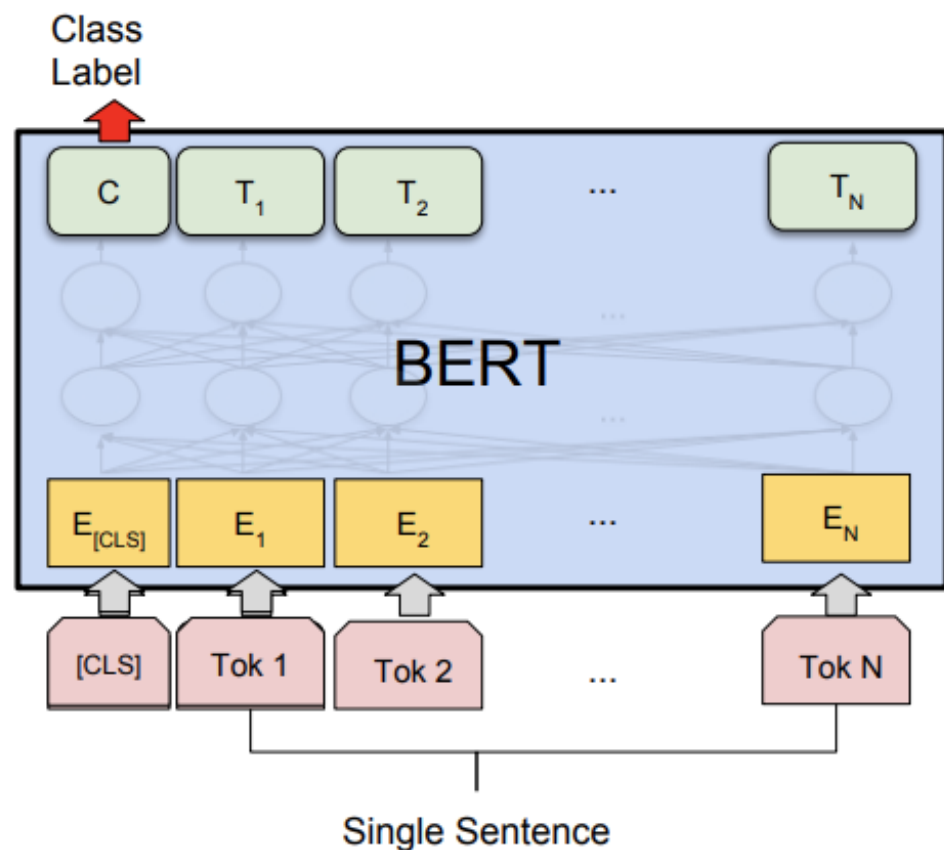 Class
Label
C T1 T2 ... TN
...
BERT
...
E[CLS] E1 E2 ... EN
[CLS] Tok 1 Tok 2 ... Tok N
Single Sentence